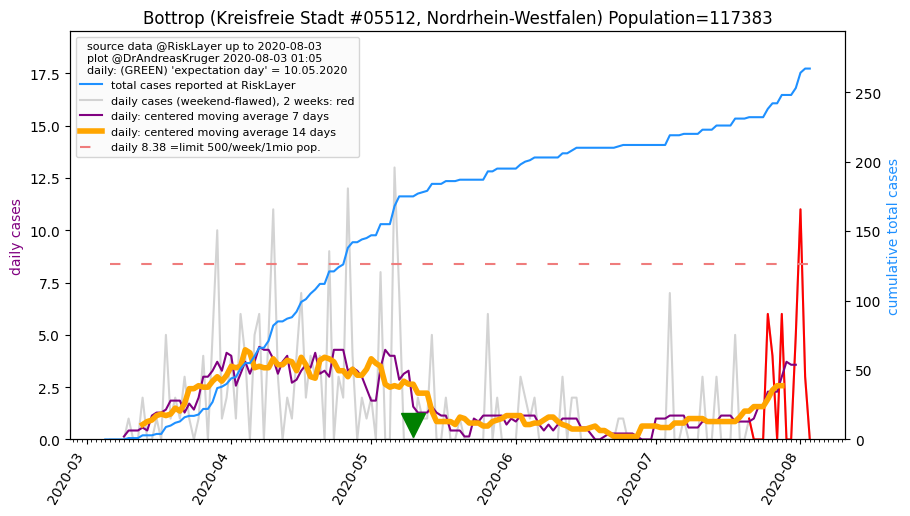 Bottrop (Kreisfreie Stadt #05512, Nordrhein-Westfalen) Population=117383
source data @RiskLayer up to 2020-08-03
plot @DrAndreasKruger 2020-08-03 01:05
daily: (GREEN) 'expectation day' = 10.05.2020
total cases reported at RiskLayer
daily cases (weekend-flawed), 2 weeks: red
daily: centered moving average 7 days
daily: centered moving average 14 days
daily 8.38 =limit 500/week/1mio pop.
daily cases
17.5
15.0
12.5
10.0
7.5
5.0
2.5
0.0
250
200
150
100
50
0
cumulative total cases
2020-03
2020-04
2020-05
2020-06
2020-07
2020-08